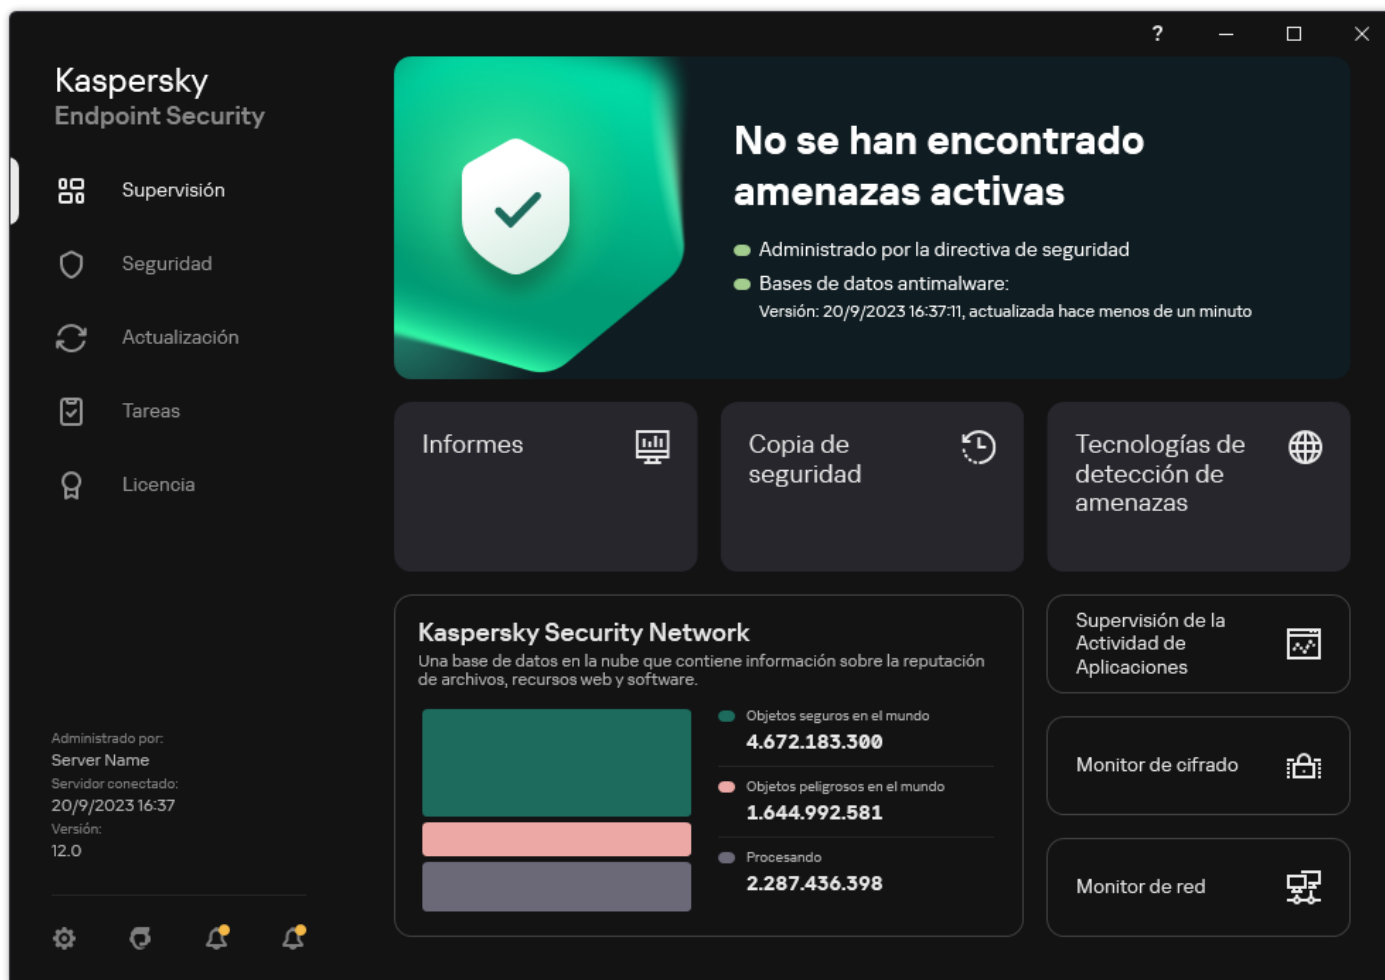 ?
Kaspersky
Endpoint Security
Supervisión
Seguridad
Actualización
Tareas
Licencia
Administrado por:
Server Name
Servidor conectado:
20/9/2023 16:37
Versión:
12.0
No se han encontrado
amenazas activas
Administrado por la directiva de seguridad
Bases de datos antimalware:
Versión: 20/9/2023 16:37:11, actualizada hace menos de un minuto
Informes
Copia de
seguridad
Tecnologías de
detección de
amenazas
Kaspersky Security Network
Una base de datos en la nube que contiene información sobre la reputación
de archivos, recursos web y software.
Objetos seguros en el mundo
4.672.183.300
Objetos peligrosos en el mundo
1.644.992.581
Procesando
2.287.436.398
Supervisión de la
Actividad de
Aplicaciones
Monitor de cifrado
Monitor de red